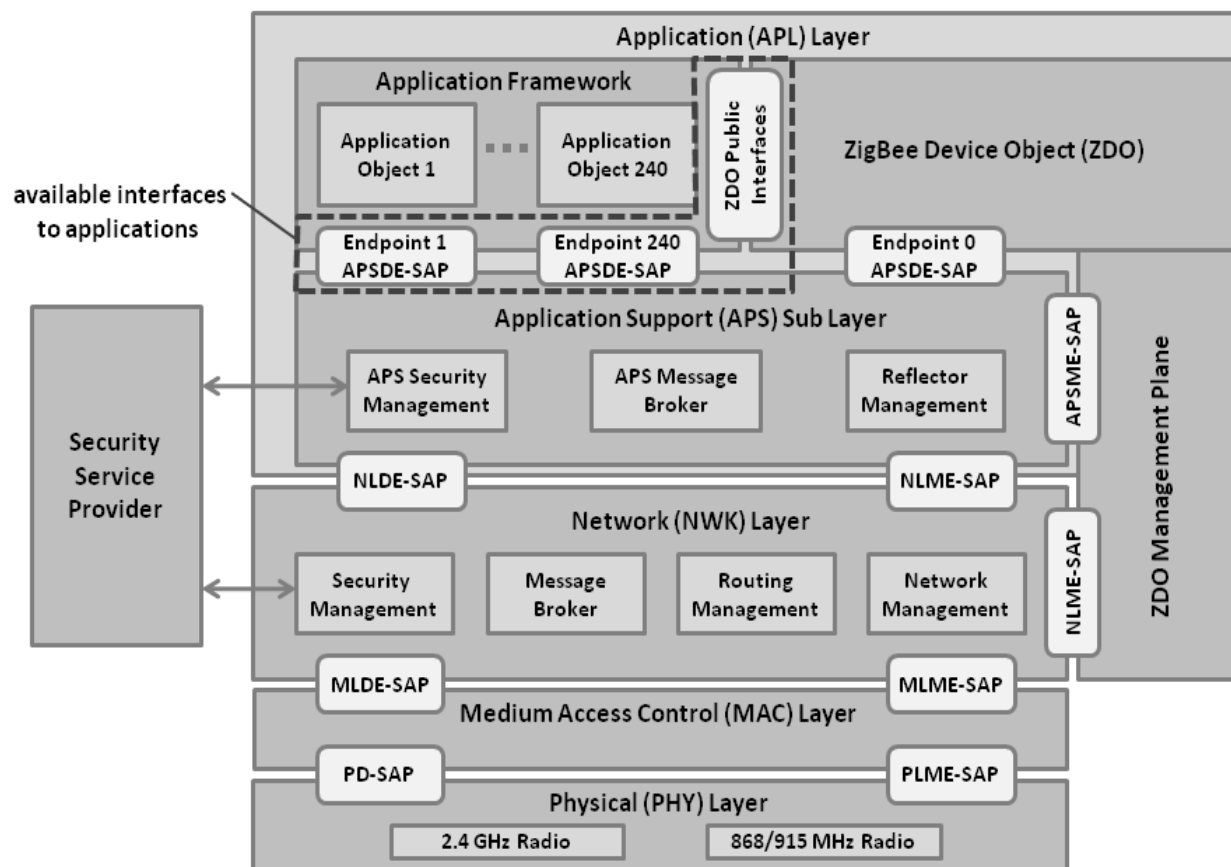 Application (APL) Layer
Application Framework
Application
Object 1
Application
Object 240
ZDO Public
Interfaces
ZigBee Device Object (ZDO)
available interfaces
to applications
Endpoint 1
APSDE-SAP
Endpoint 240
APSDE-SAP
Endpoint 0
APSDE-SAP
Application Support (APS) Sub Layer
APS Security
Management
APS Message
Broker
Reflector
Management
APSME-SAP
ZDO Management Plane
Security
Service
Provider
NLDE-SAP
NLME-SAP
Network (NWK) Layer
Security
Management
Message
Broker
Routing
Management
Network
Management
NLME-SAP
MLDE-SAP
MLME-SAP
Medium Access Control (MAC) Layer
PD-SAP
PLME-SAP
Physical (PHY) Layer
2.4 GHz Radio
868/915 MHz Radio